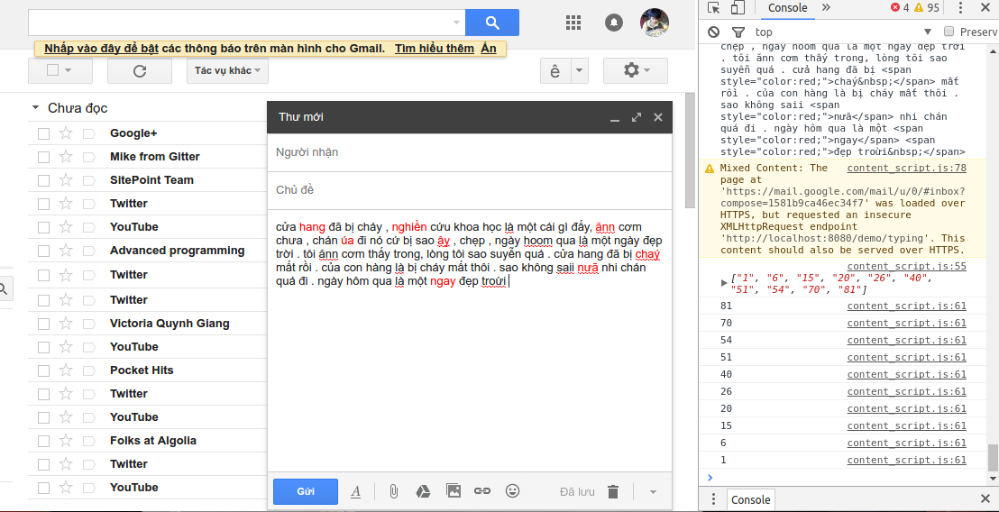 Nhấp vào đây để bật các thông báo trên màn hình cho Gmail. Tìm hiểu thêm Ẩn
Tác vụ khác
ê
Chưa đọc
Google+
Mike from Gitter
SitePoint Team
Twitter
YouTube
Advanced programming
Twitter
Twitter
Victoria Quynh Giang
YouTube
Pocket Hits
Twitter
YouTube
Folks at Algolia
Twitter
YouTube
Thư mới
Người nhận
Chủ đề
cửa hang đã bị cháy , nghiền cứu khoa học là một cái gì đấy, ănn cơm
chưa , chán úa đi nó cứ bị sao ậy , chẹp , ngày hoom qua là một ngày đẹp
trời . tôi ănn cơm thấy trong, lòng tôi sao suyễn quá . cửa hang đã bị chaý
mất rồi . của con hàng là bị cháy mất thôi . sao không saii nưã nhi chán
quá đi . ngày hôm qua là một ngay đẹp troừi
Gửi
A
Đã lưu
Console
4
95
top
Preserv
chẹp , ngày hoom qua là một ngày đẹp trời
. tôi ănn cơm thấy trong, lòng tôi sao
suyễn quá . cửa hang đã bị <span
style="color:red;">chaý&nbsp;</span> mất
rồi . của con hàng là bị cháy mất thôi .
sao không saii <span
style="color:red;">nưã</span> nhi chán
quá đi . ngày hôm qua là một <span
style="color:red;">ngay</span> <span
style="color:red;">đẹp troừi&nbsp;</span>
Mixed Content: The content_script.js:78
page at
'https://mail.google.com/mail/u/0/#inbox?
compose=1581b9ca46ec34f7' was loaded over
HTTPS, but requested an insecure
XMLHttpRequest endpoint
'http://localhost:8080/demo/typing'. This
content should also be served over HTTPS.
content_script.js:55
["1", "6", "15", "20", "26", "40",
"51", "54", "70", "81"]
81 content_script.js:61
70 content_script.js:61
54 content_script.js:61
51 content_script.js:61
40 content_script.js:61
26 content_script.js:61
20 content_script.js:61
15 content_script.js:61
6 content_script.js:61
1 content_script.js:61
Console